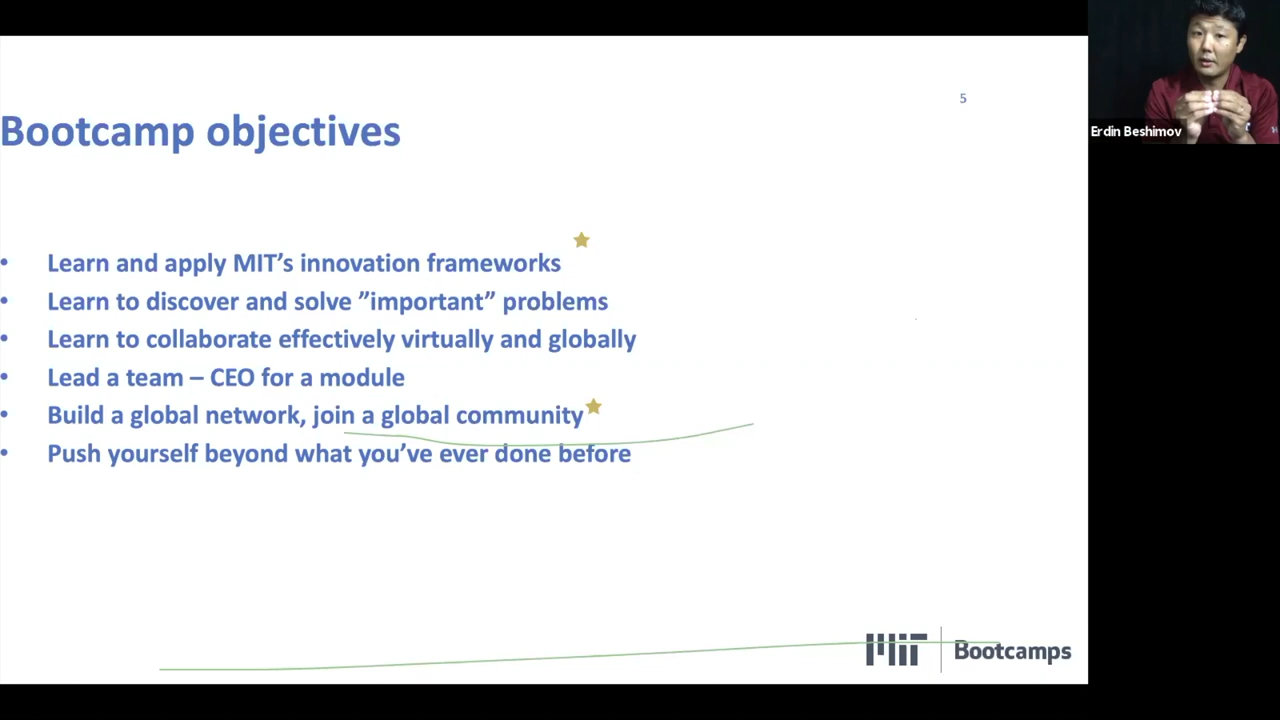 5
Bootcamp objectives
Erdin Beshimov
• Learn and apply MIT’s innovation frameworks
• Learn to discover and solve ”important” problems
• Learn to collaborate effectively virtually and globally
• Lead a team – CEO for a module
• Build a global network, join a global community
• Push yourself beyond what you’ve ever done before
MIT Bootcamps